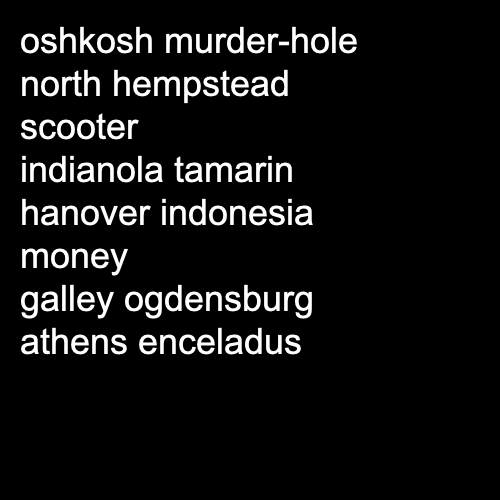 oshkosh murder-hole
north hempstead
scooter
indianola tamarin
hanover indonesia
money
galley ogdensburg
athens enceladus